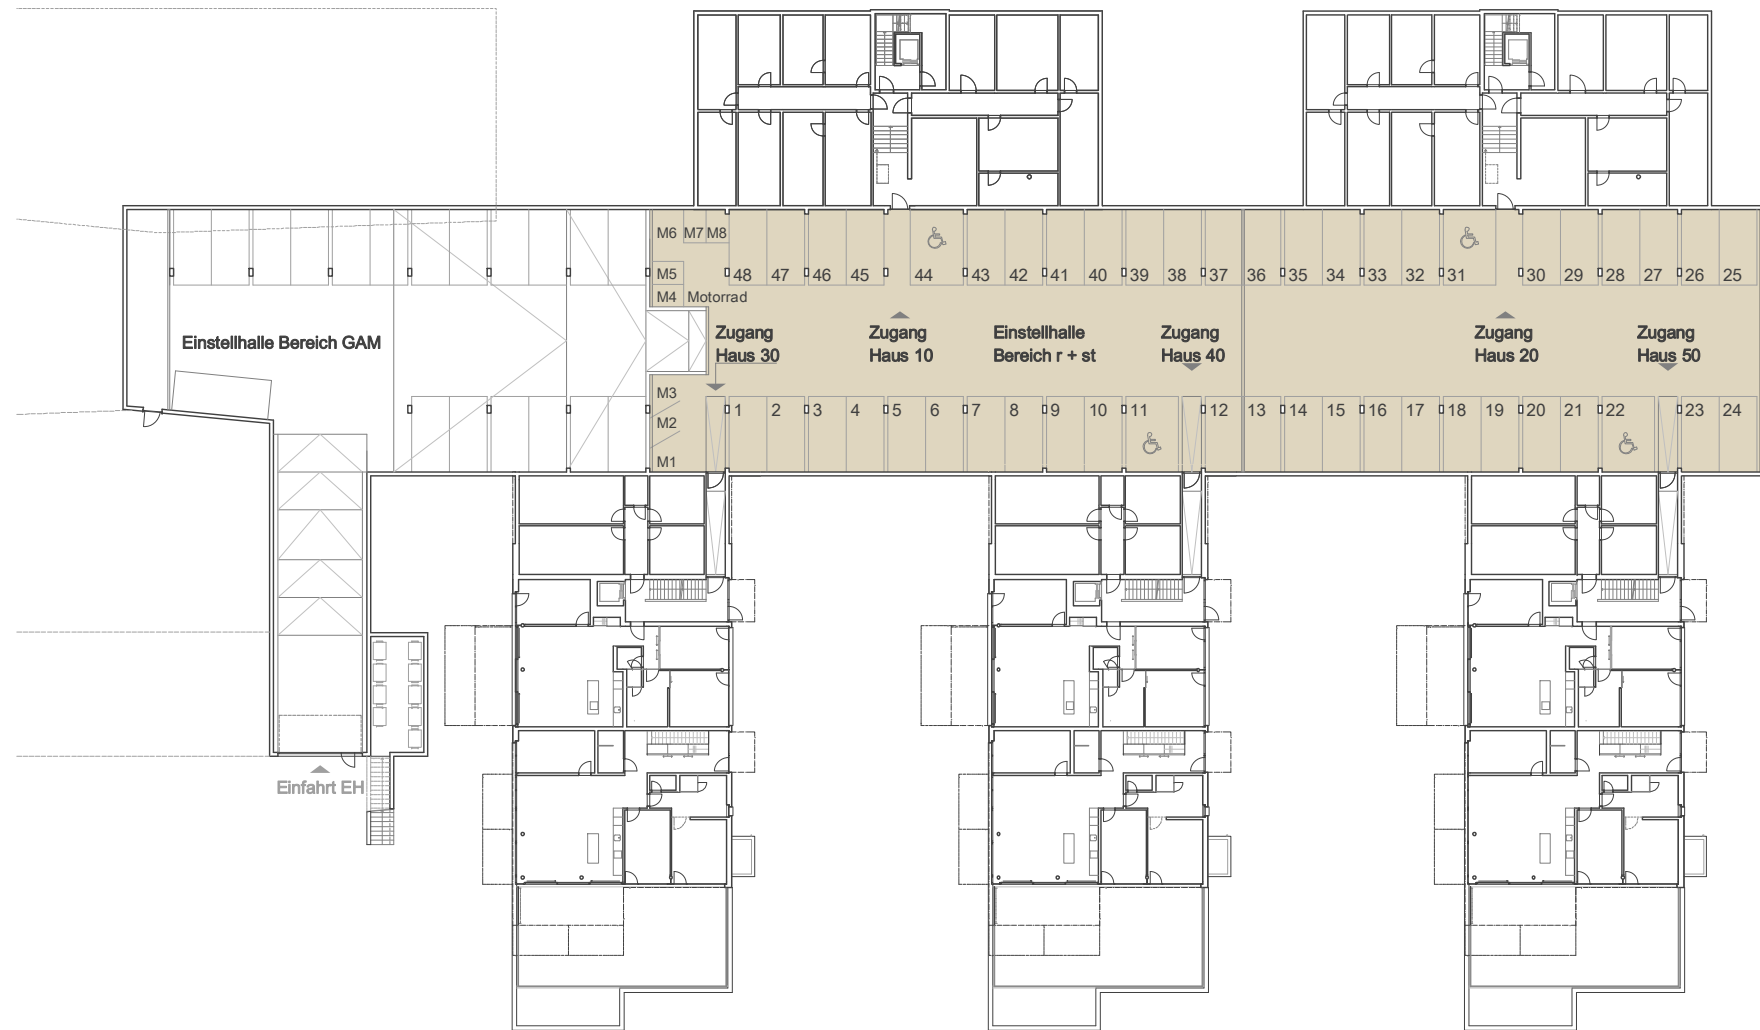 M6 M7 M8
M5
48 47 46 45 44 43 42 41 40 39 38 37 36 35 34 33 32 31 30 29 28 27 26 25
M4 Motorrad
Einstellhalle Bereich GAM
Zugang
Haus 30
Zugang
Haus 10
Einstellhalle
Bereich r + st
Zugang
Haus 40
Zugang
Haus 20
Zugang
Haus 50
M3
1 2 3 4 5 6 7 8 9 10 11 12 13 14 15 16 17 18 19 20 21 22 23 24
M2
M1
Einfahrt EH